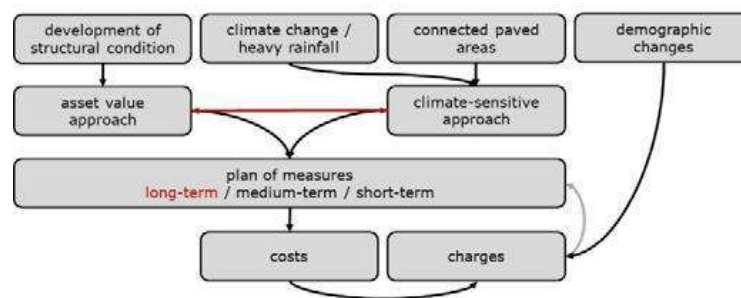 development of
structural condition
climate change /
heavy rainfall
connected paved
areas
demographic
changes
asset value
approach
climate-sensitive
approach
plan of measures
long-term / medium-term / short-term
costs
charges